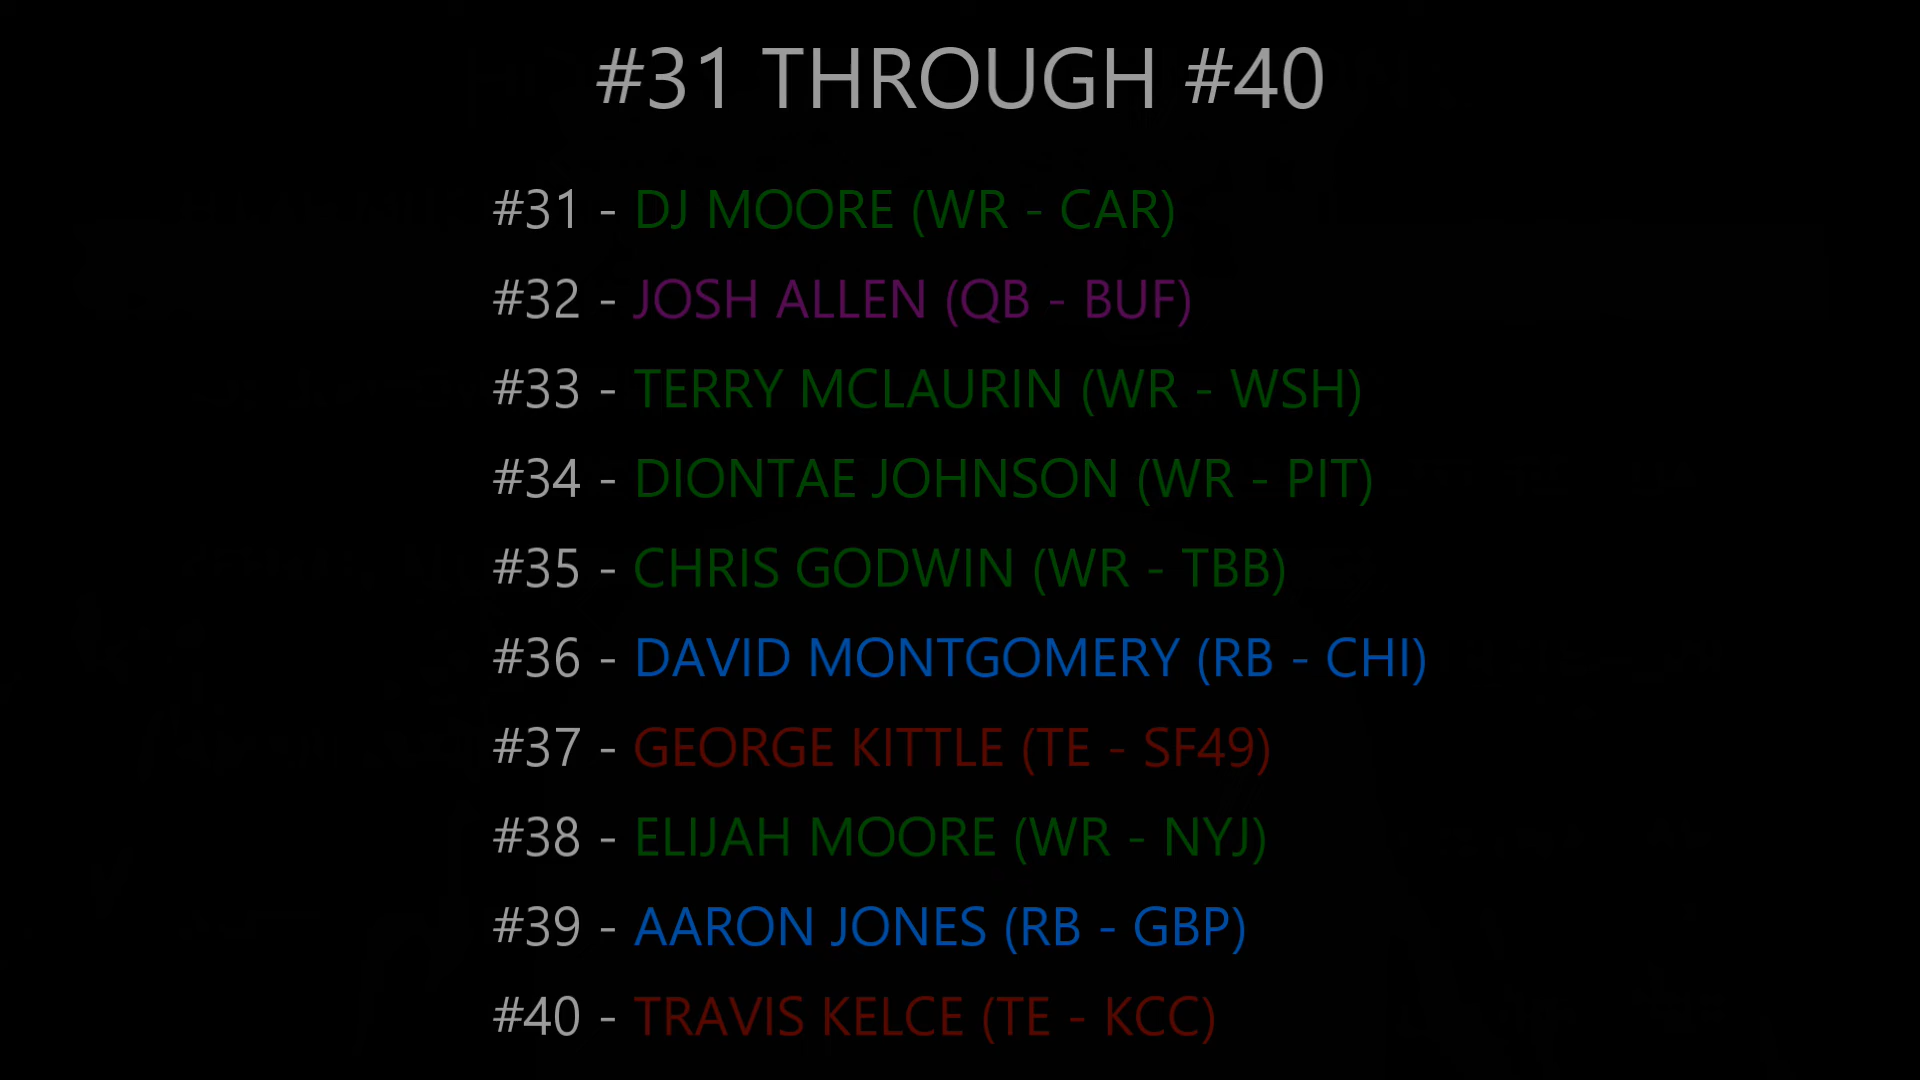 #31 THROUGH #40
#31 - DJ MOORE (WR - CAR)
#32 - JOSH ALLEN (QB - BUF)
#33 - TERRY MCLAURIN (WR - WSH)
#34 - DIONTAE JOHNSON (WR - PIT)
#35 - CHRIS GODWIN (WR - TBB)
#36 - DAVID MONTGOMERY (RB - CHI)
#37 - GEORGE KITTLE (TE - SF49)
#38 - ELIJAH MOORE (WR - NYJ)
#39 - AARON JONES (RB - GBP)
#40 - TRAVIS KELCE (TE - KCC)